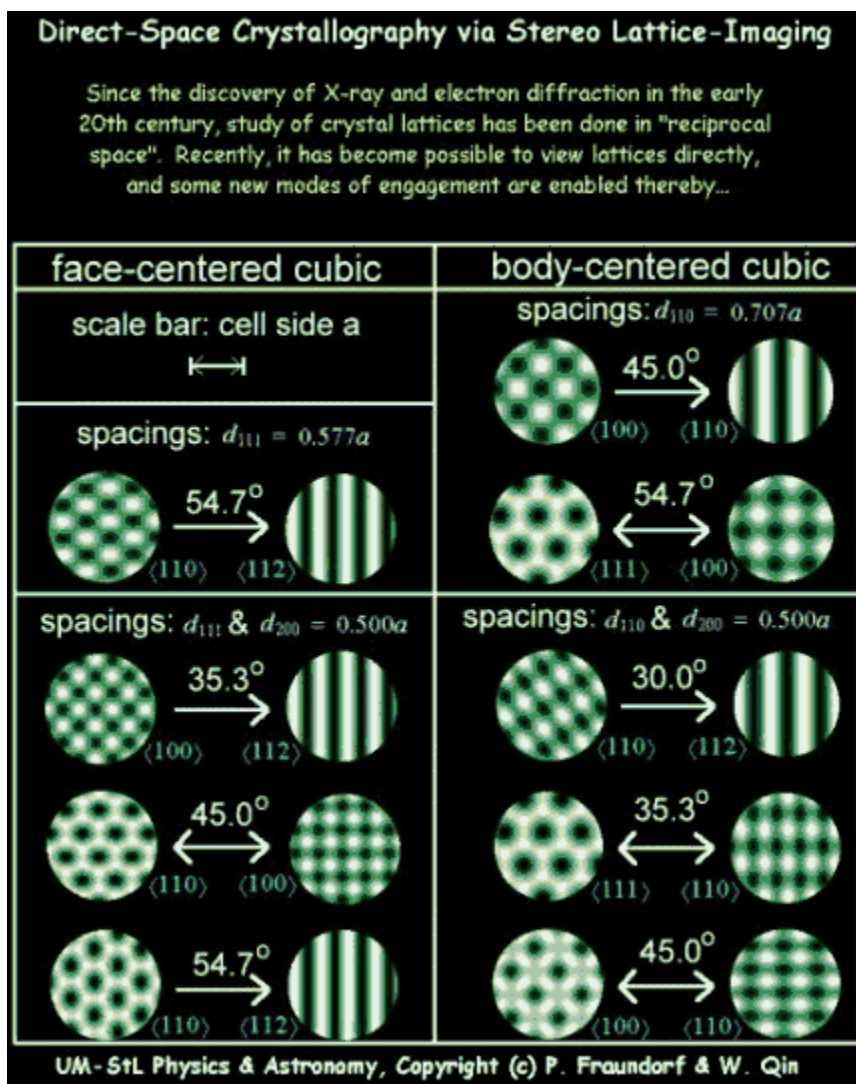 Direct-Space Crystallography via Stereo Lattice-Imaging
Since the discovery of X-ray and electron diffraction in the early
20th century, study of crystal lattices has been done in "reciprocal
space". Recently, it has become possible to view lattices directly,
and some new modes of engagement are enabled thereby...
face-centered cubic
scale bar: cell side a
spacings: d₁₁₁ = 0.577a
54.7°
⟨110⟩ ⟨112⟩
spacings: d₁₁₁ & d₂₀₀ = 0.500a
35.3°
⟨100⟩ ⟨112⟩
45.0°
⟨110⟩ ⟨100⟩
54.7°
⟨110⟩ ⟨112⟩
body-centered cubic
spacings: d₁₁₀ = 0.707a
45.0°
⟨100⟩ ⟨110⟩
54.7°
⟨111⟩ ⟨100⟩
spacings: d₁₁₀ & d₂₀₀ = 0.500a
30.0°
⟨110⟩ ⟨112⟩
35.3°
⟨111⟩ ⟨110⟩
45.0°
⟨100⟩ ⟨110⟩
UM-StL Physics & Astronomy, Copyright (c) P. Fraundorf & W. Qin